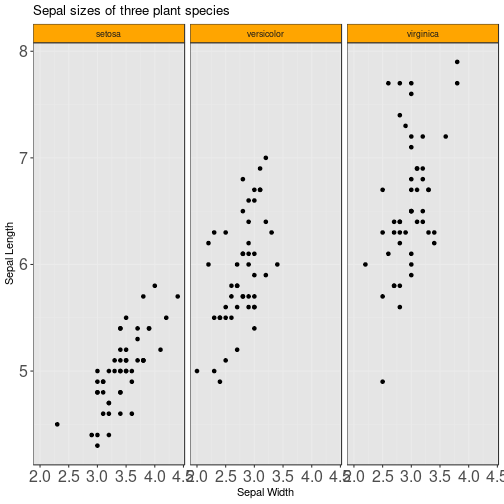 Sepal sizes of three plant species
setosa versicolor virginica
8
7
6
5
2.0 2.5 3.0 3.5 4.0 4.5 2.0 2.5 3.0 3.5 4.0 4.5 2.0 2.5 3.0 3.5 4.0 4.5
Sepal Width
Sepal Length